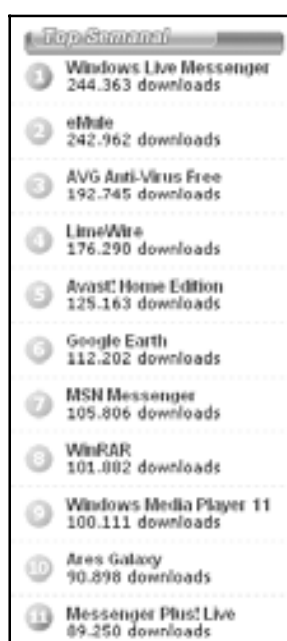 Top Semanal
1 Windows Live Messenger
244.363 downloads
2 eMule
242.962 downloads
3 AVG Anti-Virus Free
192.745 downloads
4 LimeWire
176.290 downloads
5 Avast! Home Edition
125.163 downloads
6 Google Earth
112.202 downloads
7 MSN Messenger
105.806 downloads
8 WinRAR
101.882 downloads
9 Windows Media Player 11
100.111 downloads
10 Ares Galaxy
90.898 downloads
11 Messenger Plus! Live
89.250 downloads